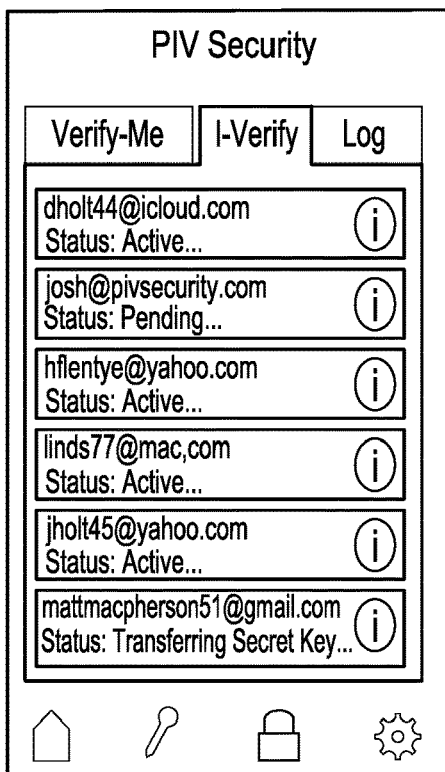 PIV Security
Verify-Me I-Verify Log
dholt44@icloud.com
Status: Active...
josh@pivsecurity.com
Status: Pending...
hflentye@yahoo.com
Status: Active...
linds77@mac,com
Status: Active...
jholt45@yahoo.com
Status: Active...
mattmacpherson51@gmail.com
Status: Transferring Secret Key...